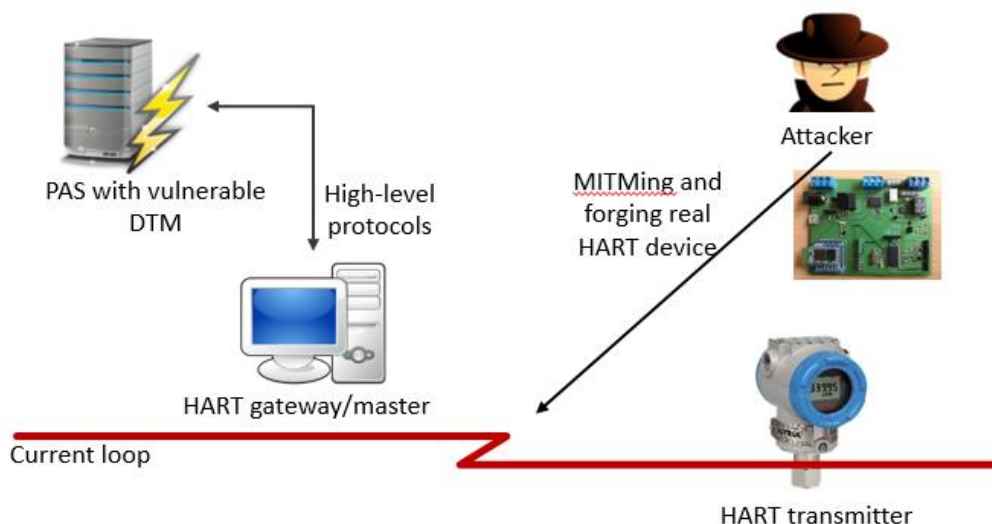 Attacker
PAS with vulnerable
DTM
High-level
protocols
MITMing and
forging real
HART device
HART gateway/master
Current loop
HART transmitter